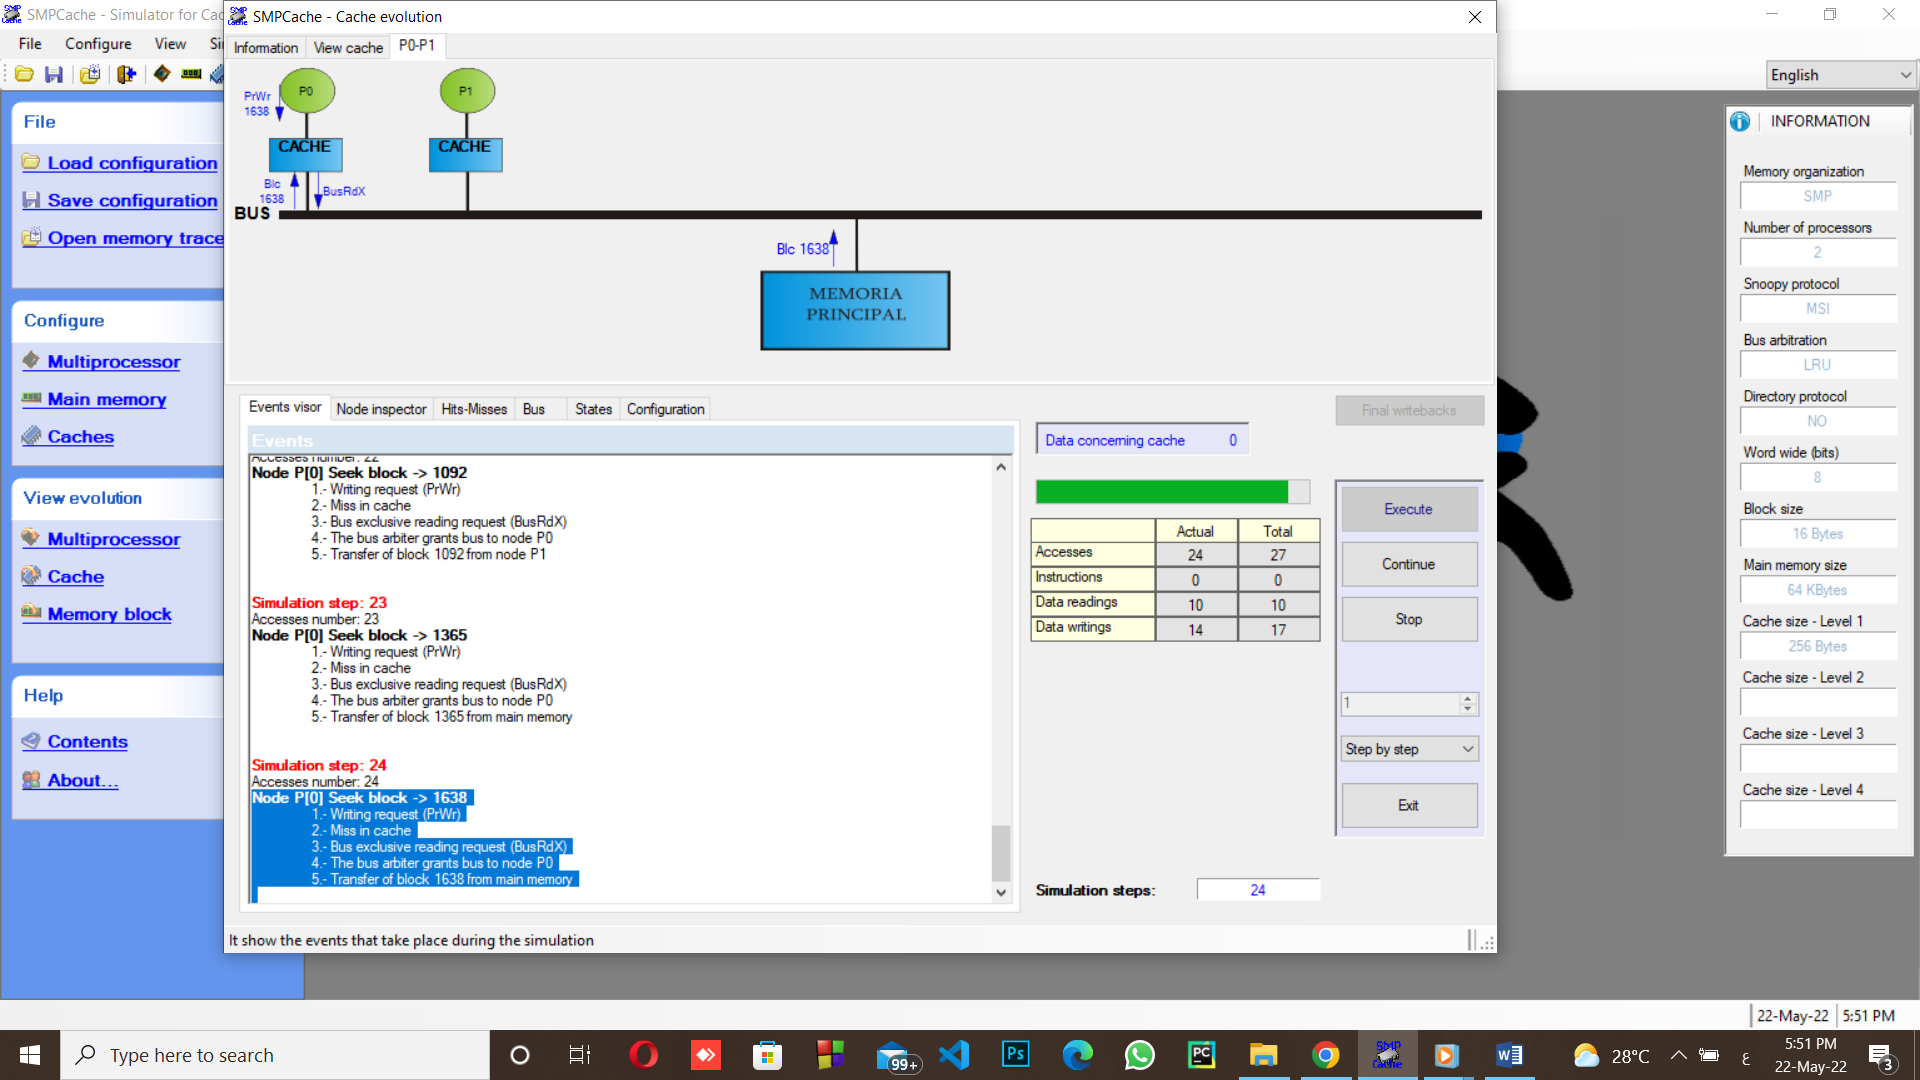 SMPCache - Simulator for Cac
SMPCache - Cache evolution
File Configure View Si
Information View cache P0-P1
English
PrWr
1638
P0
P1
CACHE
CACHE
Blc
1638
BusRdX
BUS
Blc 1638
MEMORIA
PRINCIPAL
File
Load configuration
Save configuration
Open memory trace
Configure
Multiprocessor
Main memory
Caches
View evolution
Multiprocessor
Cache
Memory block
Help
Contents
About...
Events visor Node inspector Hits-Misses Bus States Configuration
Events
Accesses number: 22
Node P[0] Seek block -> 1092
1.- Writing request (PrWr)
2.- Miss in cache
3.- Bus exclusive reading request (BusRdX)
4.- The bus arbiter grants bus to node P0
5.- Transfer of block 1092 from node P1
Simulation step: 23
Accesses number: 23
Node P[0] Seek block -> 1365
1.- Writing request (PrWr)
2.- Miss in cache
3.- Bus exclusive reading request (BusRdX)
4.- The bus arbiter grants bus to node P0
5.- Transfer of block 1365 from main memory
Simulation step: 24
Accesses number: 24
Node P[0] Seek block -> 1638
1.- Writing request (PrWr)
2.- Miss in cache
3.- Bus exclusive reading request (BusRdX)
4.- The bus arbiter grants bus to node P0
5.- Transfer of block 1638 from main memory
It show the events that take place during the simulation
Data concerning cache 0
Actual Total
Accesses 24 27
Instructions 0 0
Data readings 10 10
Data writings 14 17
Simulation steps: 24
Final writebacks
Execute
Continue
Stop
1
Step by step
Exit
INFORMATION
Memory organization
SMP
Number of processors
2
Snoopy protocol
MSI
Bus arbitration
LRU
Directory protocol
NO
Word wide (bits)
8
Block size
16 Bytes
Main memory size
64 KBytes
Cache size - Level 1
256 Bytes
Cache size - Level 2
Cache size - Level 3
Cache size - Level 4
22-May-22 5:51 PM
Type here to search
99+
Ps
PC
SMP
Cache
W
28°C
ع
5:51 PM
22-May-22
3